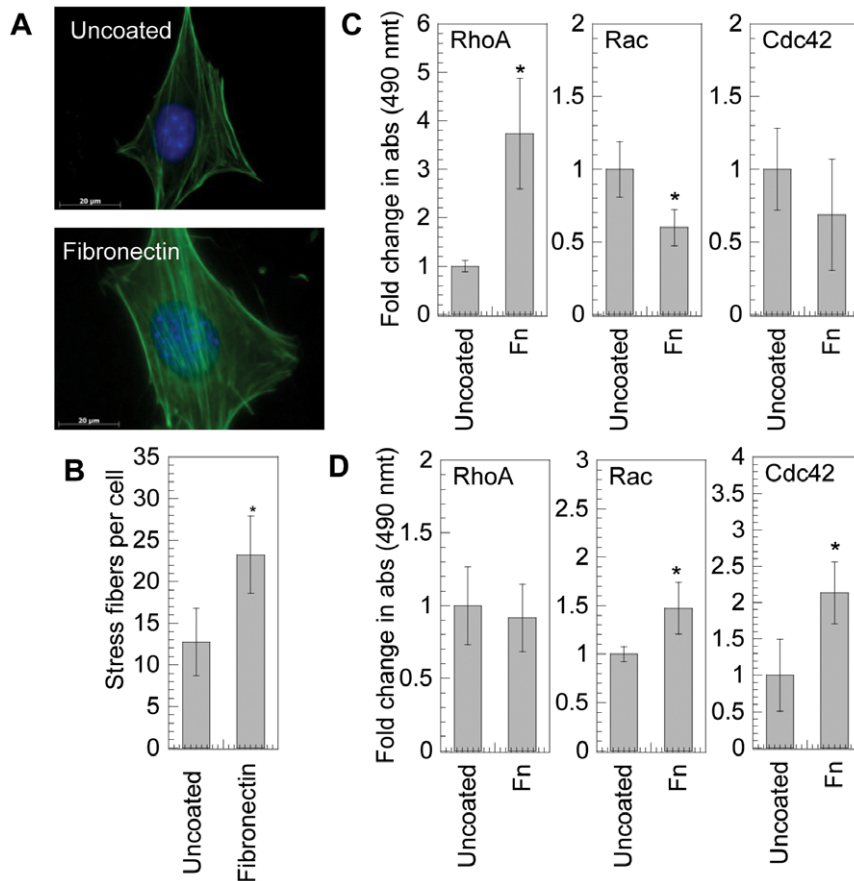 A
Uncoated
20 µm
Fibronectin
20 µm
B
Stress fibers per cell
35
30
25
20
15
10
5
0
*
Uncoated
Fibronectin
C
Fold change in abs (490 nmt)
RhoA
6
5
4
3
2
1
0
*
Uncoated
Fn
Rac
2
1.5
1
0.5
0
*
Uncoated
Fn
Cdc42
2
1.5
1
0.5
0
Uncoated
Fn
D
Fold change in abs (490 nmt)
RhoA
2
1.5
1
0.5
0
Uncoated
Fn
Rac
3
2.5
2
1.5
1
0.5
0
*
Uncoated
Fn
Cdc42
4
3.5
3
2.5
2
1.5
1
0.5
0
*
Uncoated
Fn